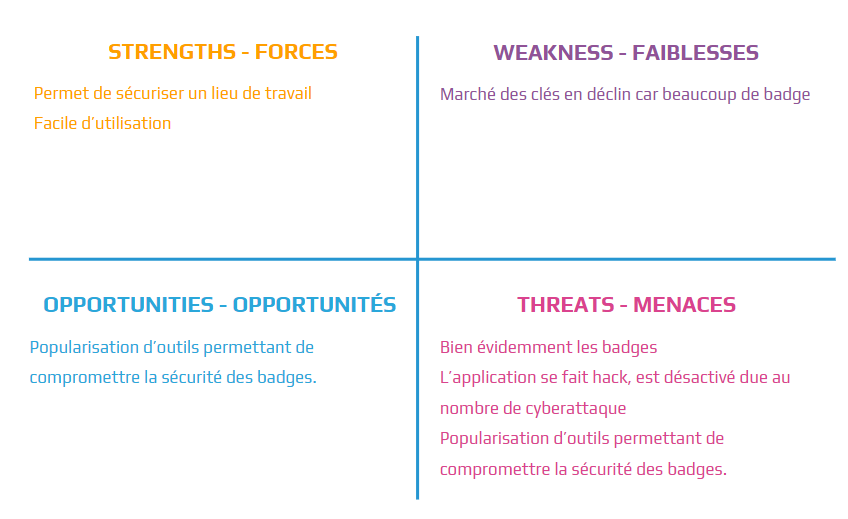 STRENGTHS - FORCES
Permet de sécuriser un lieu de travail
Facile d'utilisation
WEAKNESS - FAIBLESSES
Marché des clés en déclin car beaucoup de badge
OPPORTUNITIES - OPPORTUNITÉS
Popularisation d'outils permettant de
compromettre la sécurité des badges.
THREATS - MENACES
Bien évidemment les badges
L'application se fait hack, est désactivé due au
nombre de cyberattaque
Popularisation d'outils permettant de
compromettre la sécurité des badges.